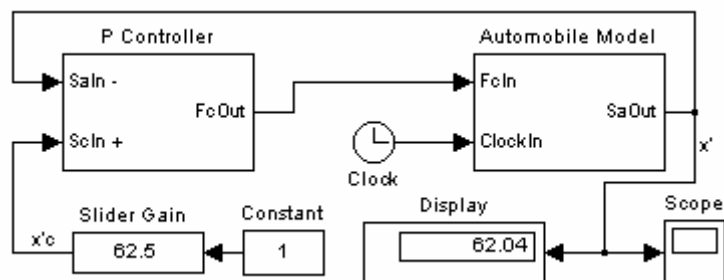 P Controller
Automobile Model
SaIn -
FcOut
ScIn +
FcIn
SaOut
ClockIn
Clock
x'
Slider Gain
Constant
Display
Scope
x'c
62.5
1
62.04